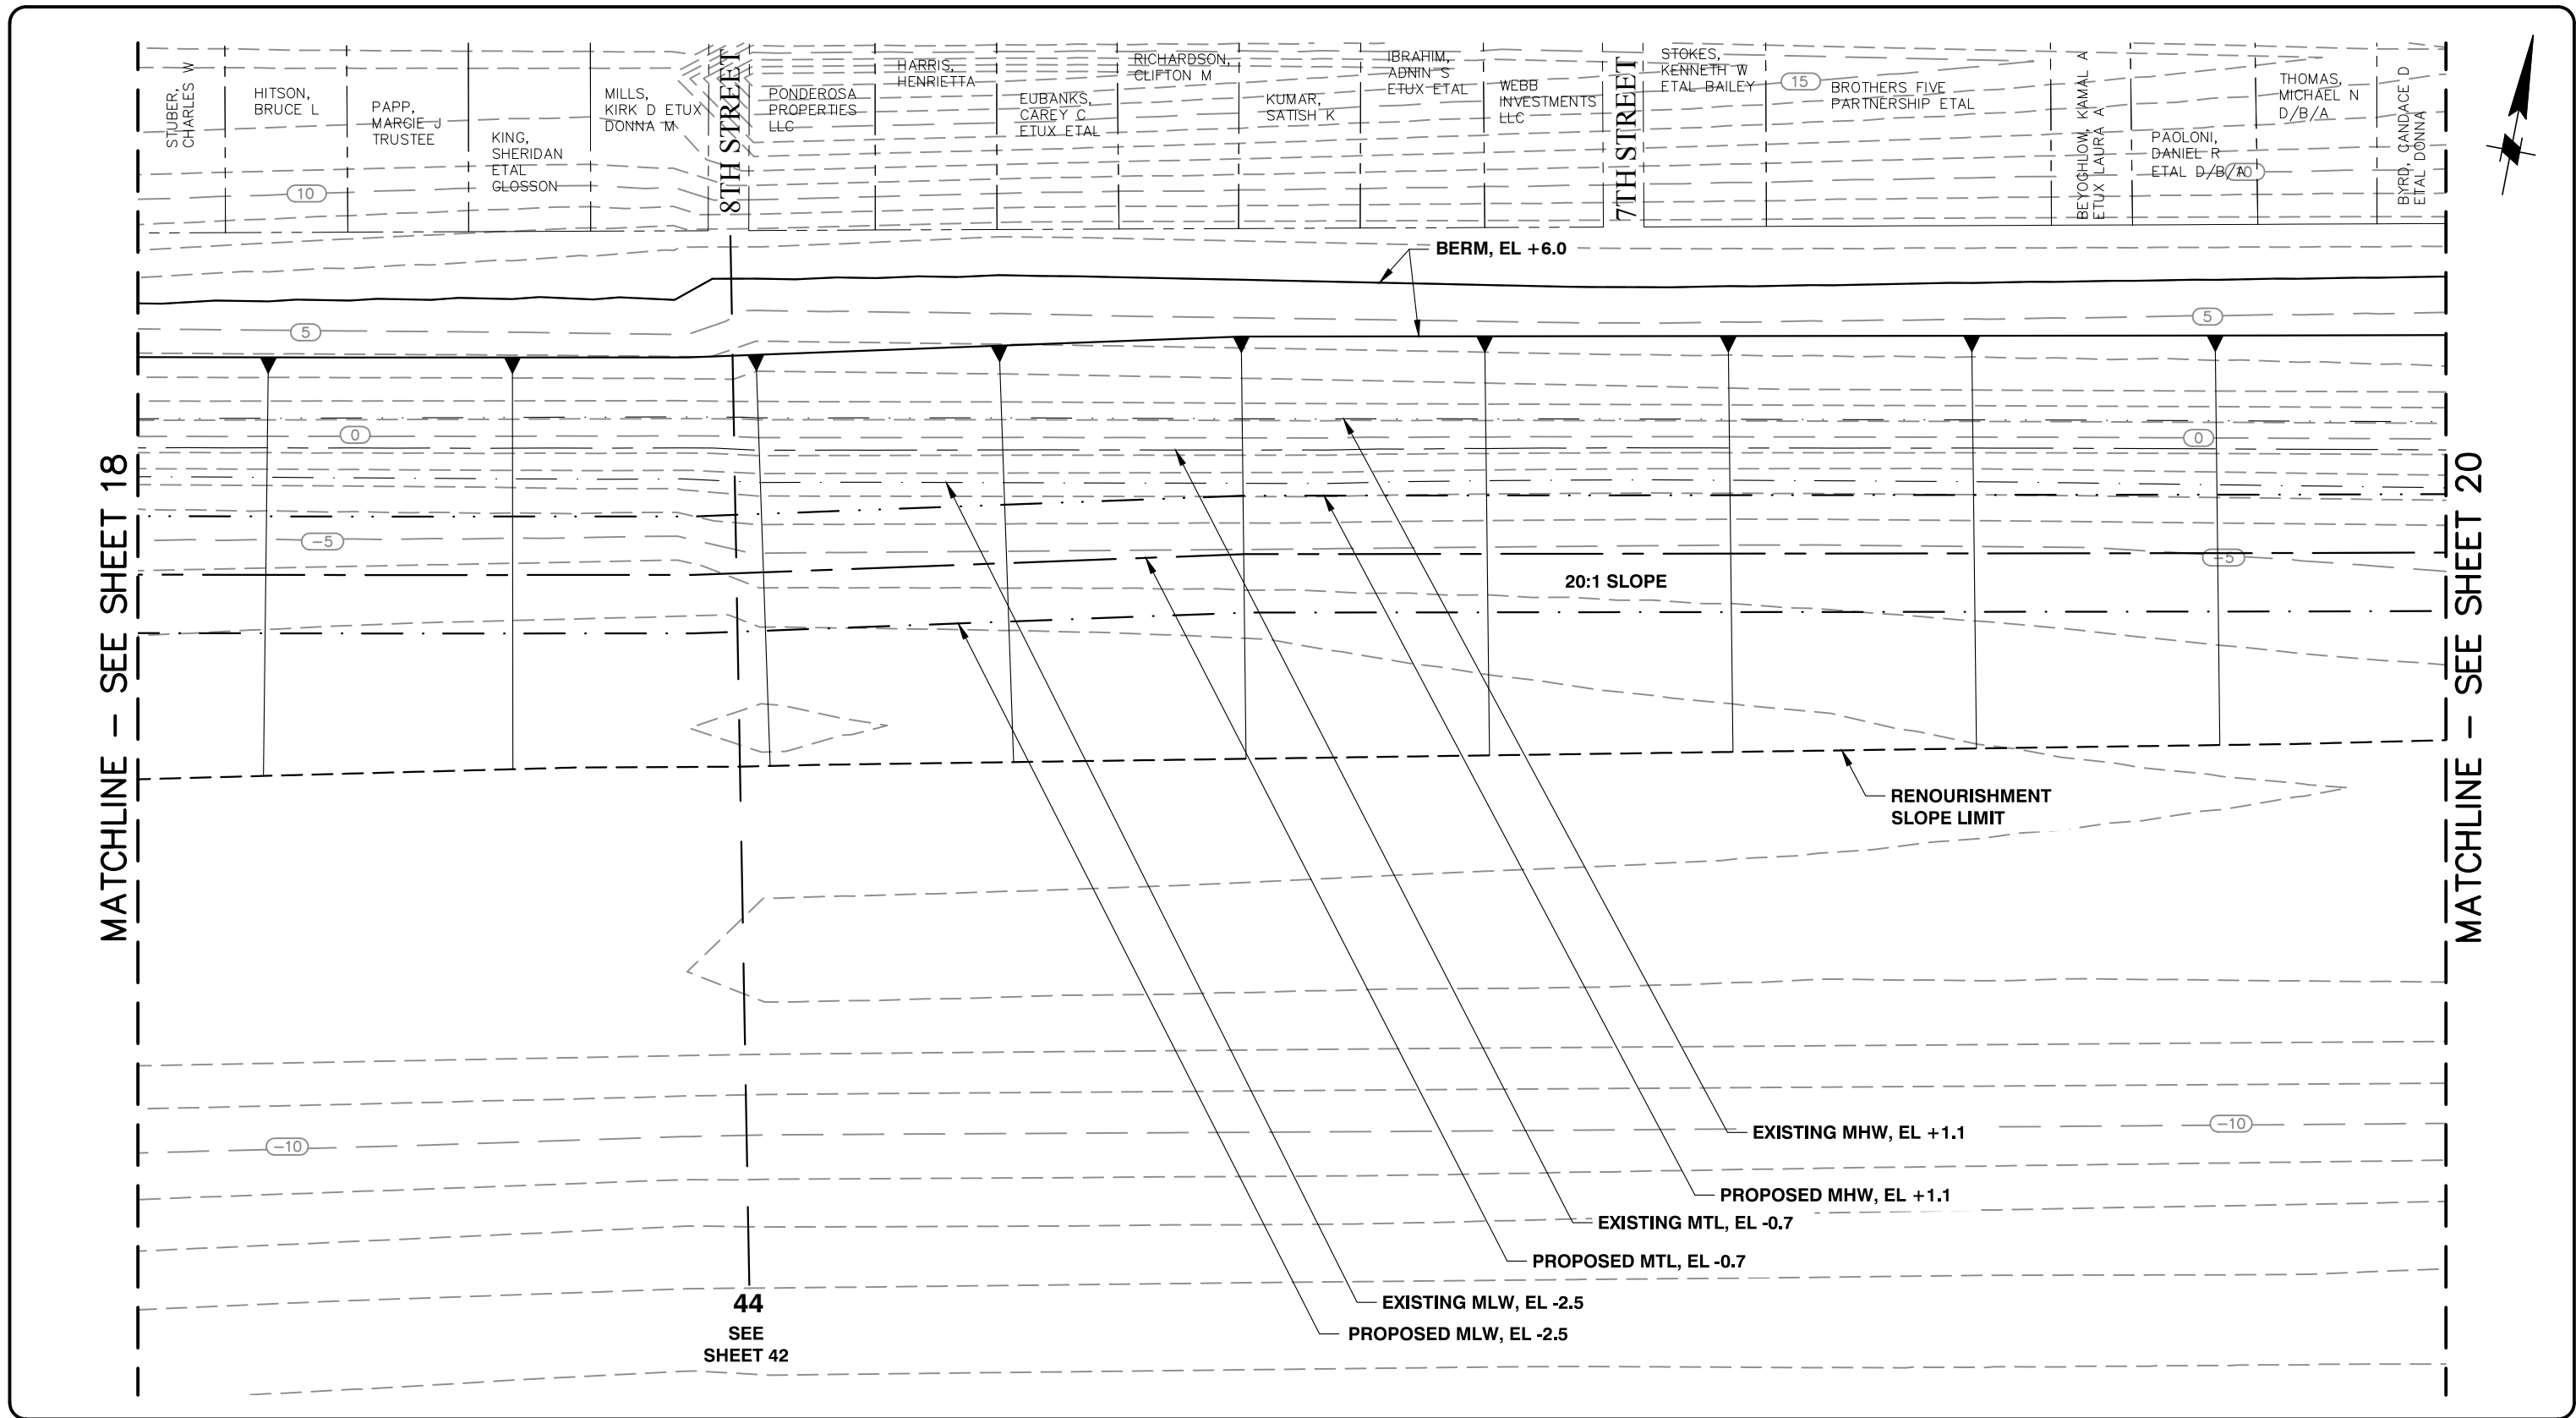 STUBER,
CHARLES W
HITSON,
BRUCE L
PAPP,
MARGIE J
TRUSTEE
KING,
SHERIDAN
ETAL
GLOSSON
MILLS,
KIRK D ETUX
DONNA M
8TH STREET
PONDEROSA
PROPERTIES
LLC
HARRIS,
HENRIETTA
EUBANKS,
CAREY C
ETUX ETAL
RICHARDSON,
CLIFTON M
KUMAR,
SATISH K
IBRAHIM,
ADNIN S
ETUX ETAL
WEBB
INVESTMENTS
LLC
7TH STREET
STOKES,
KENNETH W
ETAL BAILEY
15
BROTHERS FIVE
PARTNERSHIP ETAL
BEYOGHLOW, KAMAL A
ETUX LAURA A
PAOLONI,
DANIEL R
ETAL D/B/A
10
THOMAS,
MICHAEL N
D/B/A
BYRD, CANDACE D
ETAL DONNA
10
BERM, EL +6.0
5
5
0
0
-5
-5
20:1 SLOPE
MATCHLINE - SEE SHEET 18
MATCHLINE - SEE SHEET 20
RENOURISHMENT
SLOPE LIMIT
-10
-10
EXISTING MHW, EL +1.1
PROPOSED MHW, EL +1.1
EXISTING MTL, EL -0.7
PROPOSED MTL, EL -0.7
EXISTING MLW, EL -2.5
PROPOSED MLW, EL -2.5
44
SEE
SHEET 42